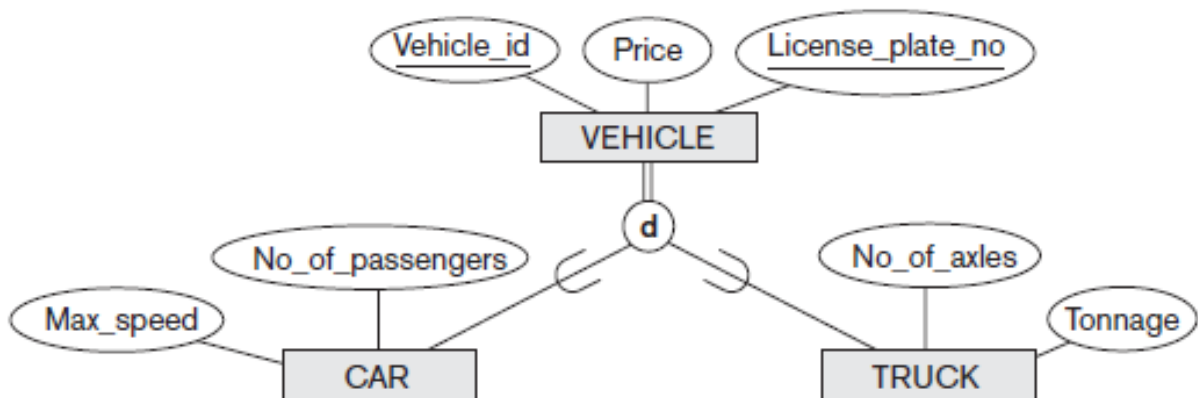 Vehicle_id
Price
License_plate_no
VEHICLE
d
No_of_passengers
No_of_axles
Max_speed
Tonnage
CAR
TRUCK